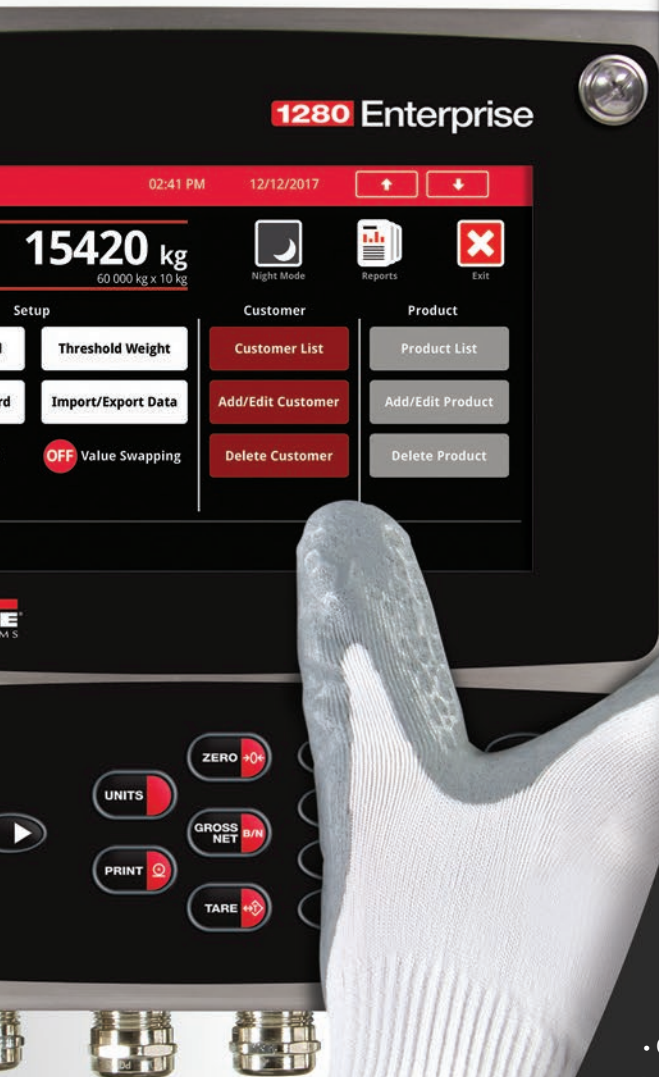 1280 Enterprise
02:41 PM 12/12/2017
15420 kg
60 000 kg x 10 kg
Night Mode
Reports
Exit
Setup
Customer
Product
Threshold Weight
Customer List
Product List
Import/Export Data
Add/Edit Customer
Add/Edit Product
OFF Value Swapping
Delete Customer
Delete Product
ZERO →0←
UNITS
GROSS
NET B/N
PRINT
TARE